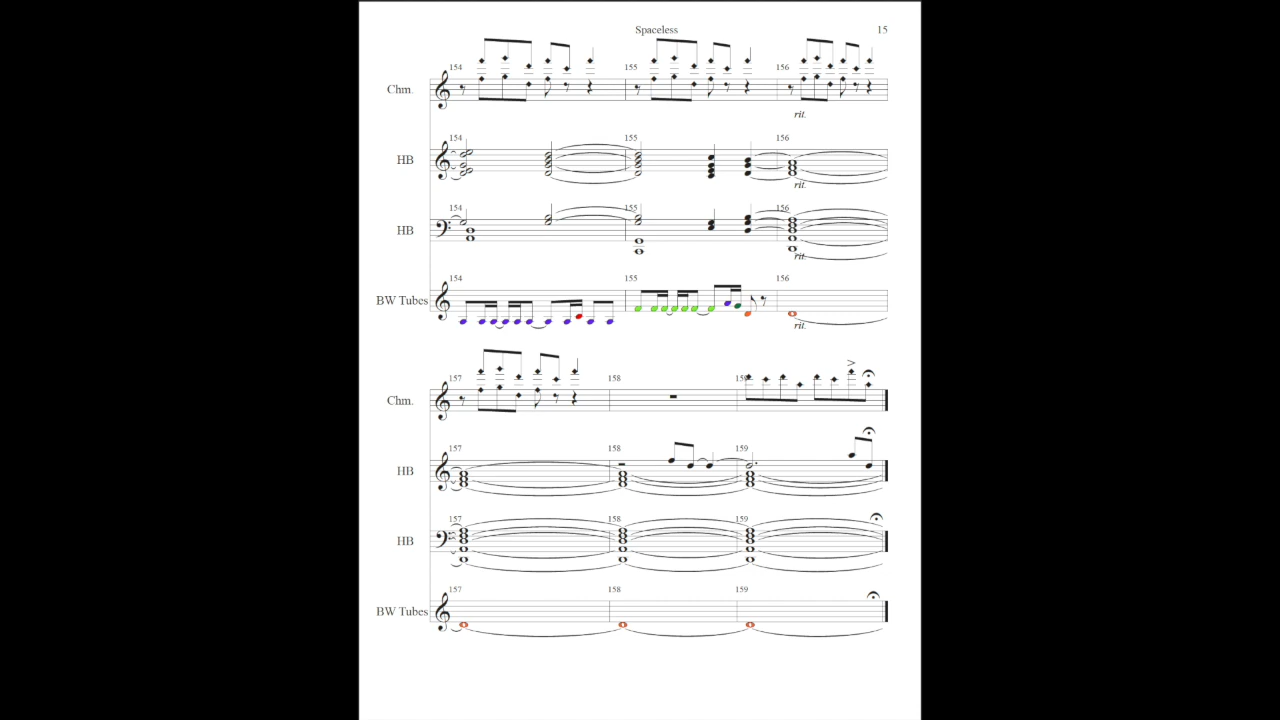 Spaceless 15
154 155 156
Chm.
rit.
154 155 156
HB
rit.
154 155 156
HB
rit.
154 155 156
BW Tubes
rit.
157 158 159
Chm.
157 158 159
HB
157 158 159
HB
157 158 159
BW Tubes